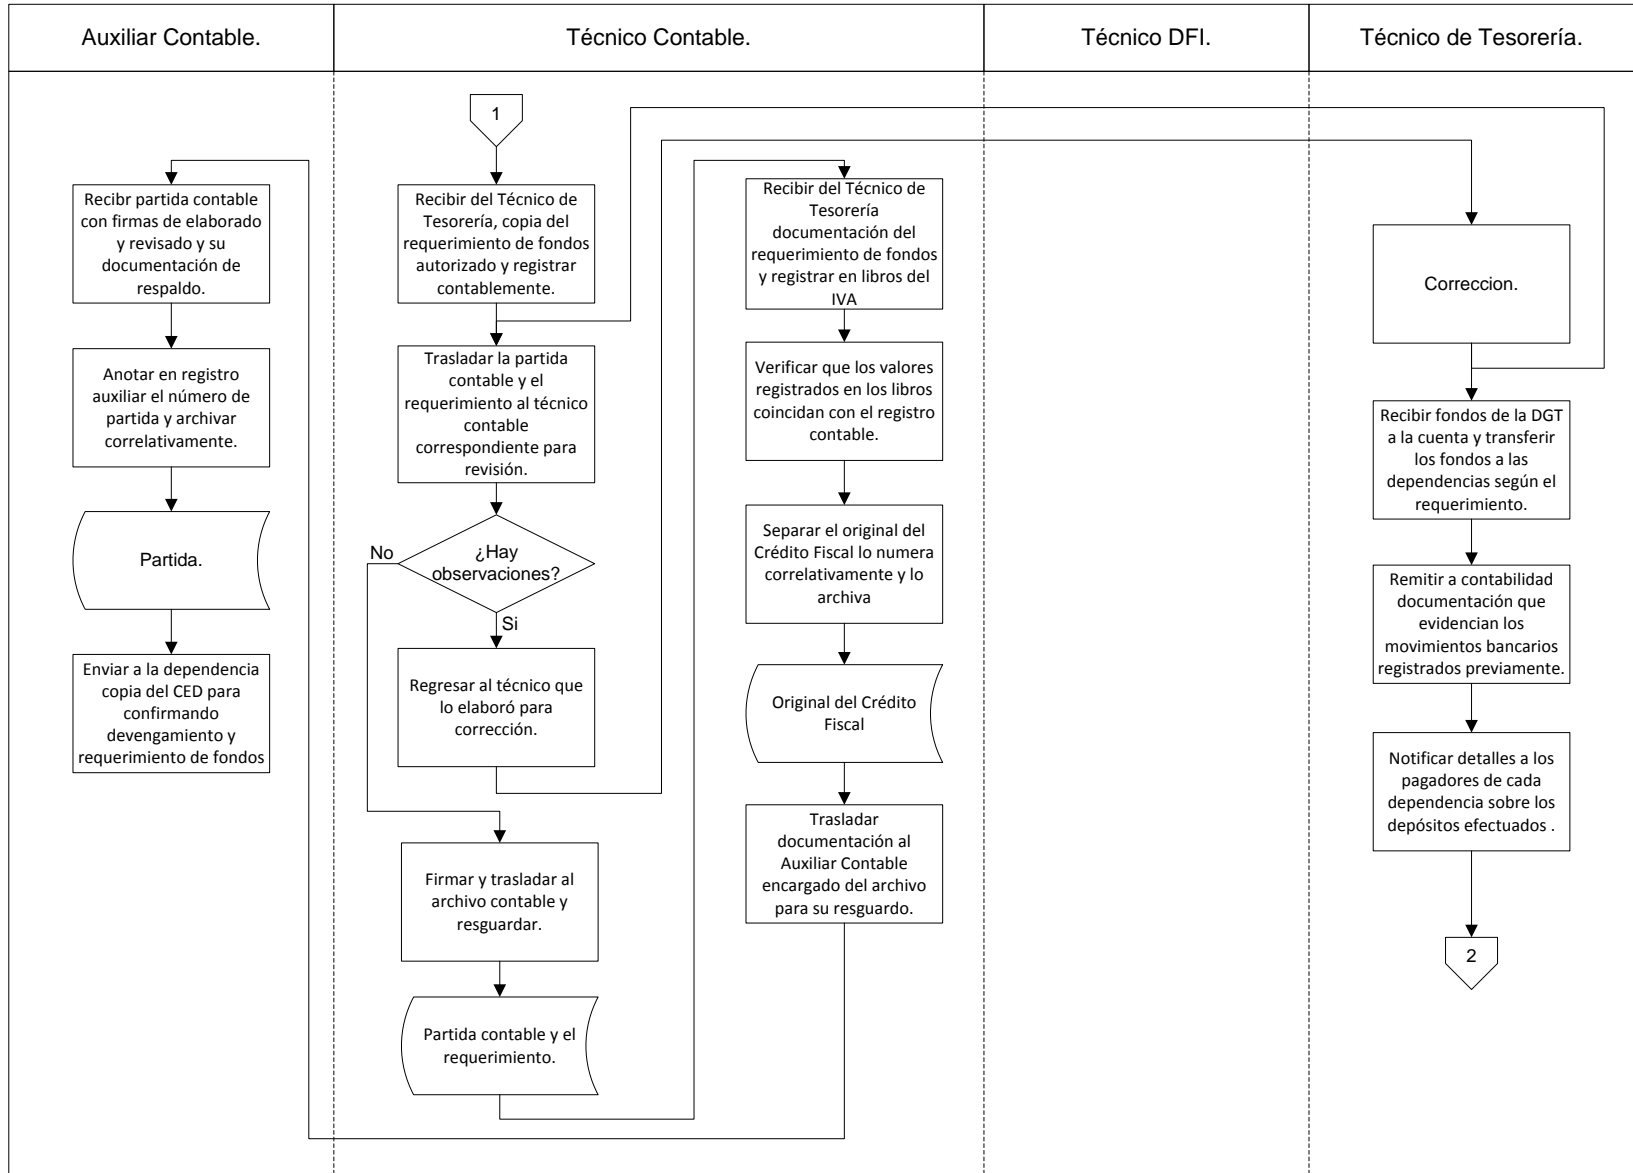 Auxiliar Contable.
Técnico Contable.
Técnico DFI.
Técnico de Tesorería.
Recibr partida contable
con firmas de elaborado
y revisado y su
documentación de
respaldo.
Anotar en registro
auxiliar el número de
partida y archivar
correlativamente.
Partida.
Enviar a la dependencia
copia del CED para
confirmando
devengamiento y
requerimiento de fondos
1
Recibir del Técnico de
Tesorería, copia del
requerimiento de fondos
autorizado y registrar
contablemente.
Trasladar la partida
contable y el
requerimiento al técnico
contable
correspondiente para
revisión.
¿Hay
observaciones?
No
Si
Regresar al técnico que
lo elaboró para
corrección.
Firmar y trasladar al
archivo contable y
resguardar.
Partida contable y el
requerimiento.
Recibir del Técnico de
Tesorería
documentación del
requerimiento de fondos
y registrar en libros del
IVA
Verificar que los valores
registrados en los libros
coincidan con el registro
contable.
Separar el original del
Crédito Fiscal lo numera
correlativamente y lo
archiva
Original del Crédito
Fiscal
Trasladar
documentación al
Auxiliar Contable
encargado del archivo
para su resguardo.
Correccion.
Recibir fondos de la DGT
a la cuenta y transferir
los fondos a las
dependencias según el
requerimiento.
Remitir a contabilidad
documentación que
evidencian los
movimientos bancarios
registrados previamente.
Notificar detalles a los
pagadores de cada
dependencia sobre los
depósitos efectuados .
2